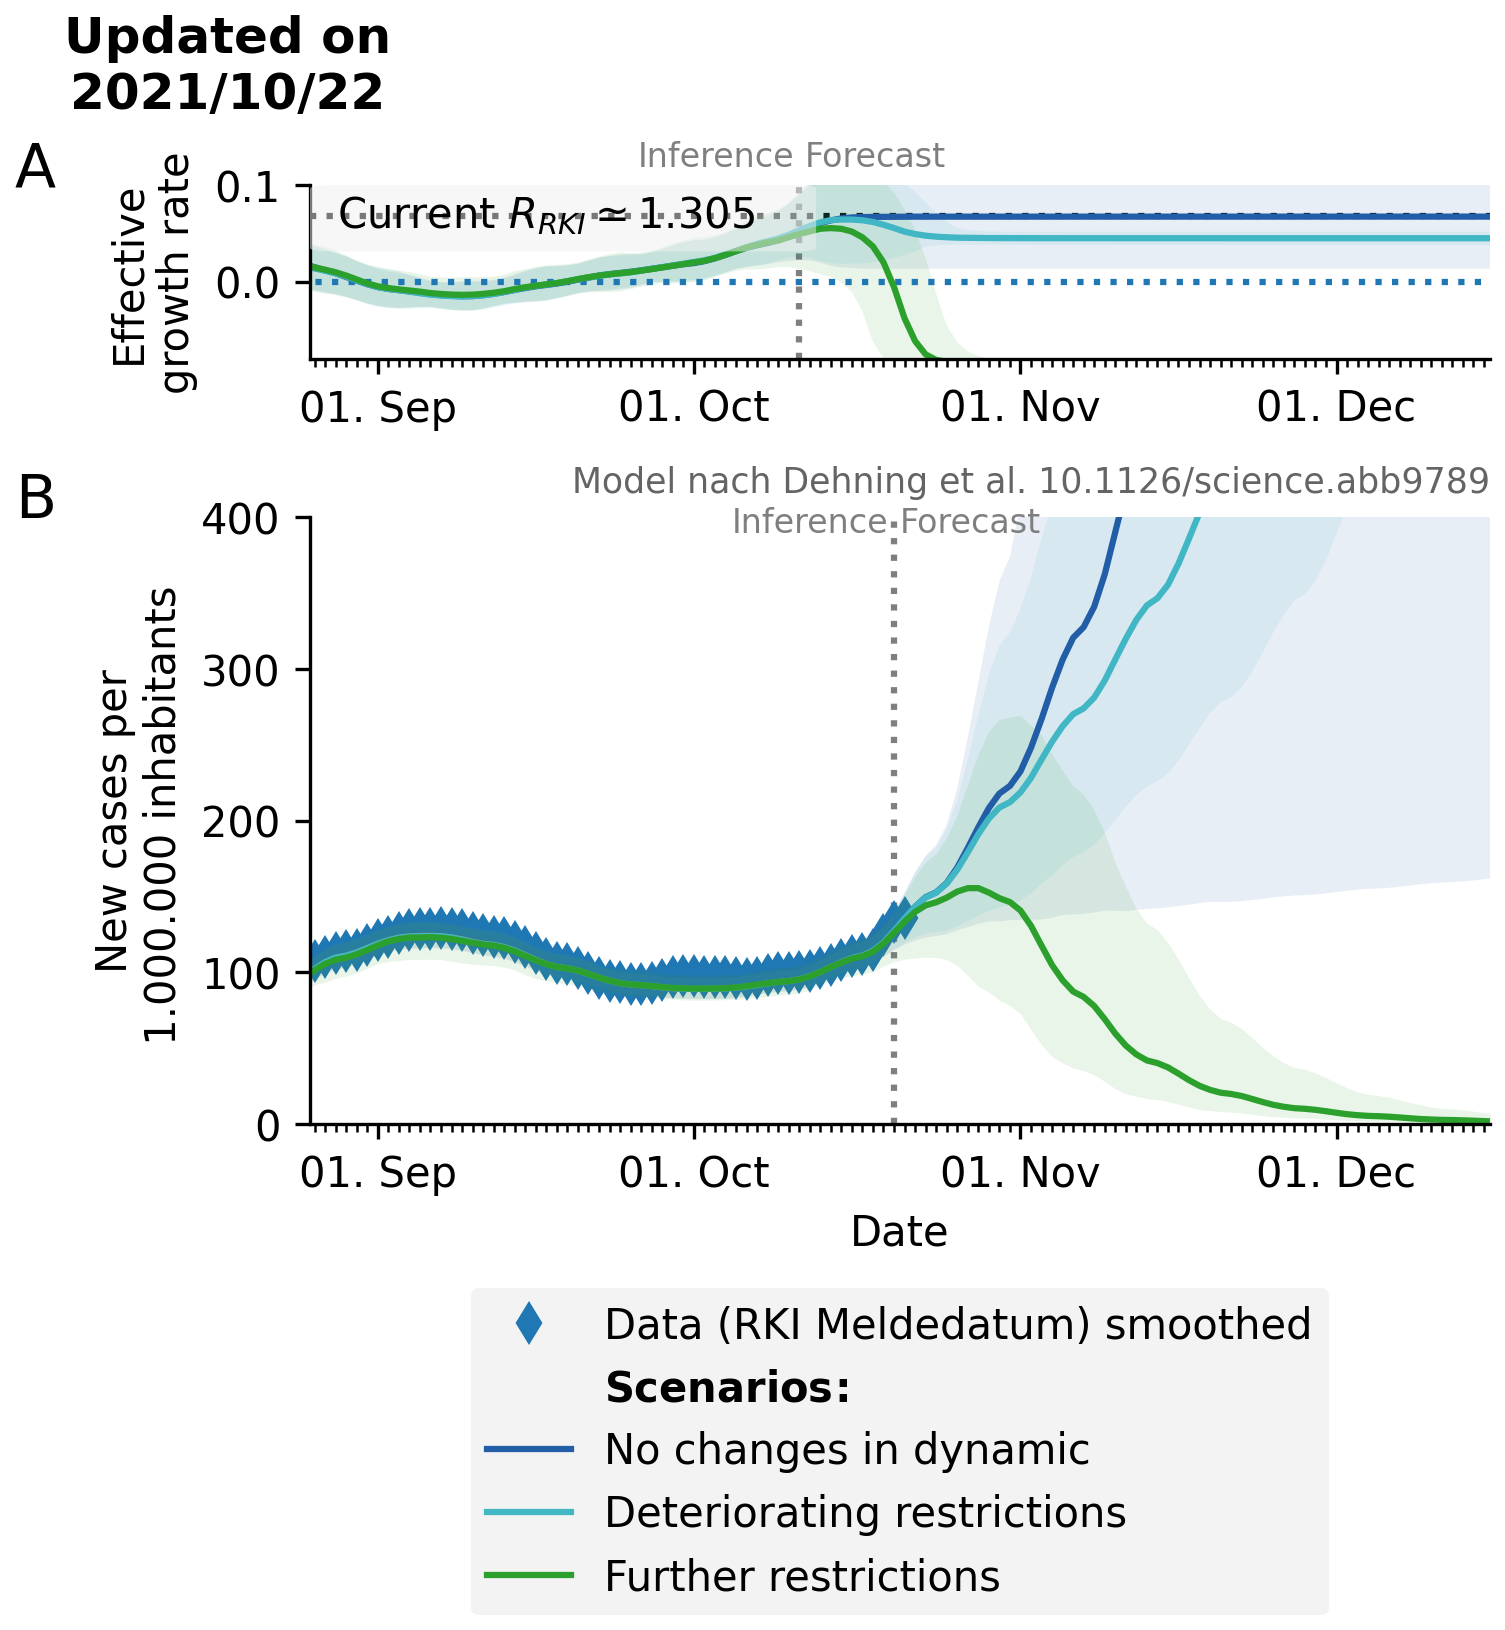 Updated on
2021/10/22
A
Inference Forecast
Effective
growth rate
0.1
0.0
Current R_RKI ≃ 1.305
01. Sep
01. Oct
01. Nov
01. Dec
B
Model nach Dehning et al. 10.1126/science.abb9789
Inference Forecast
New cases per
1.000.000 inhabitants
400
300
200
100
0
01. Sep
01. Oct
01. Nov
01. Dec
Date
Data (RKI Meldedatum) smoothed
Scenarios:
No changes in dynamic
Deteriorating restrictions
Further restrictions